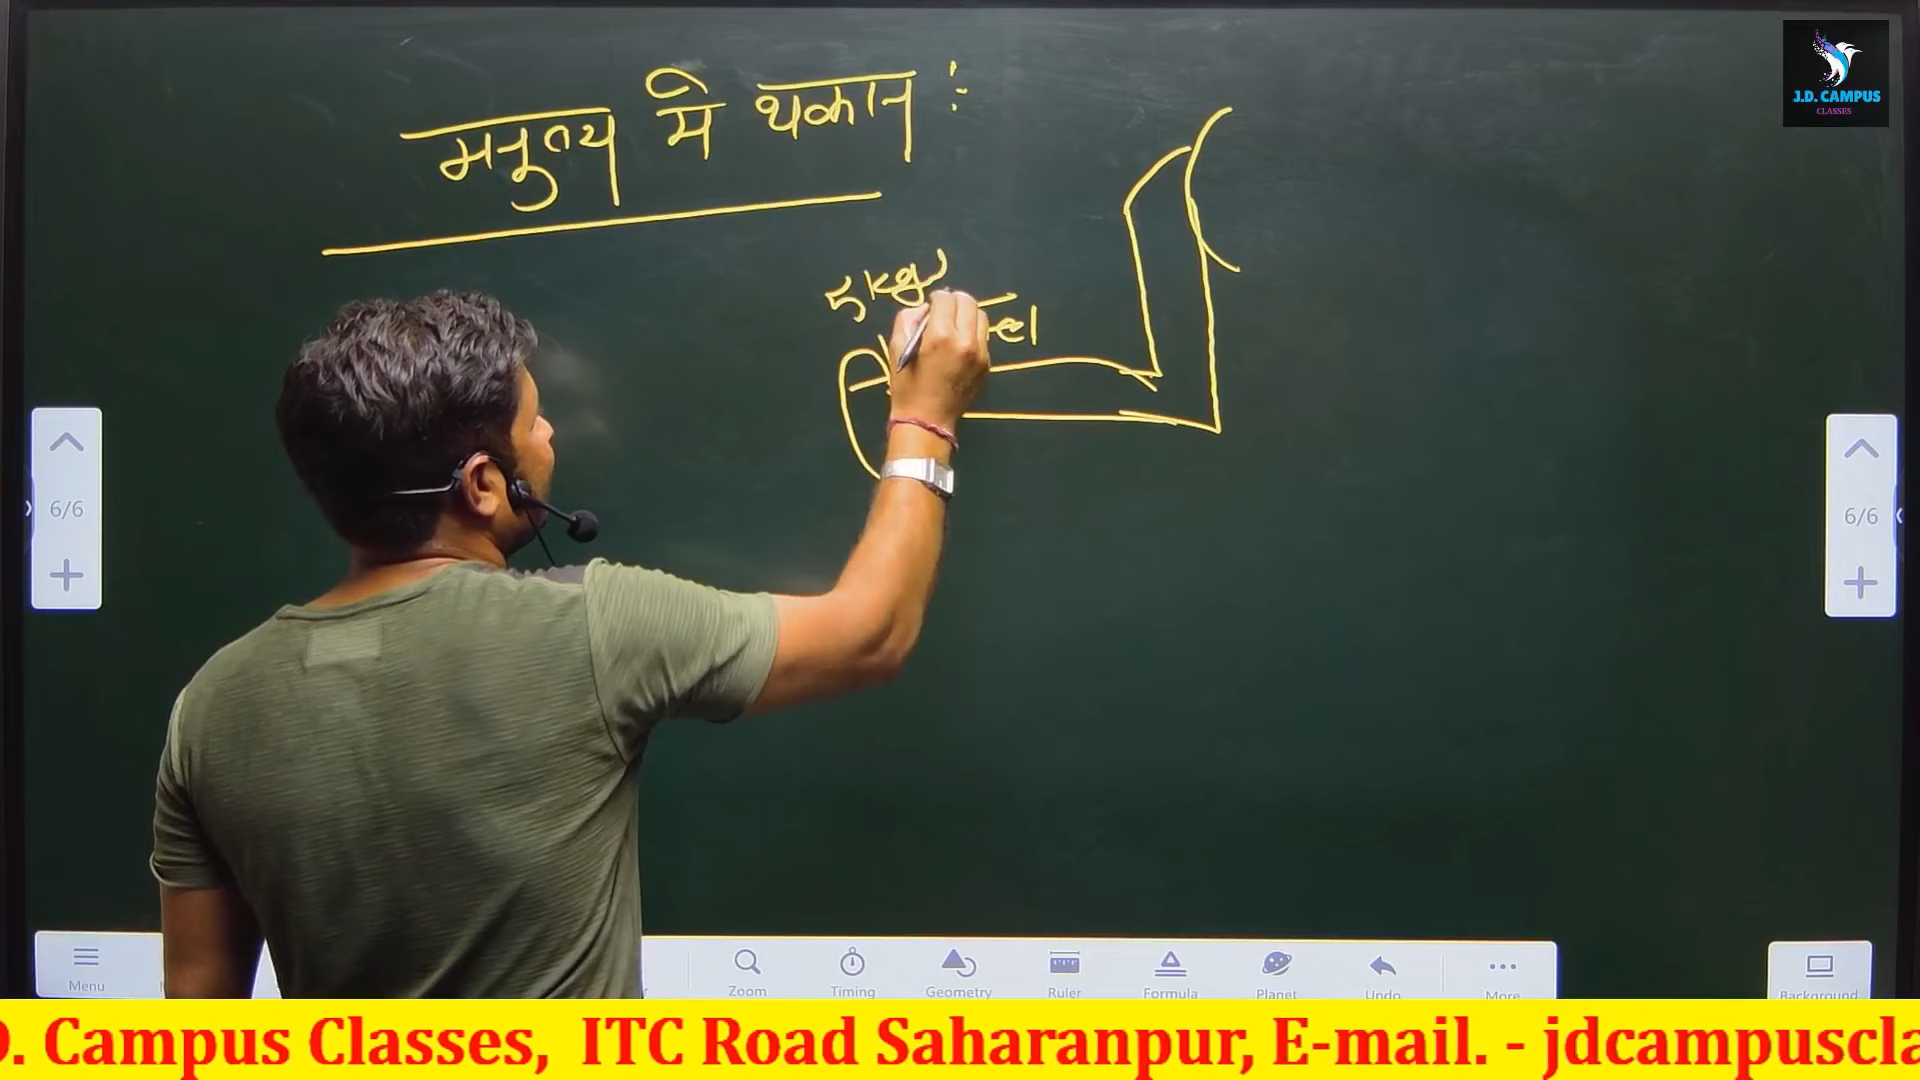 मनुष्य मे थकान :-
5kg
J.D. CAMPUS
CLASSES
6/6
6/6
Menu
Zoom
Timing
Geometry
Ruler
Formula
Planet
Undo
More
Background
D. Campus Classes, ITC Road Saharanpur, E-mail. - jdcampuscla